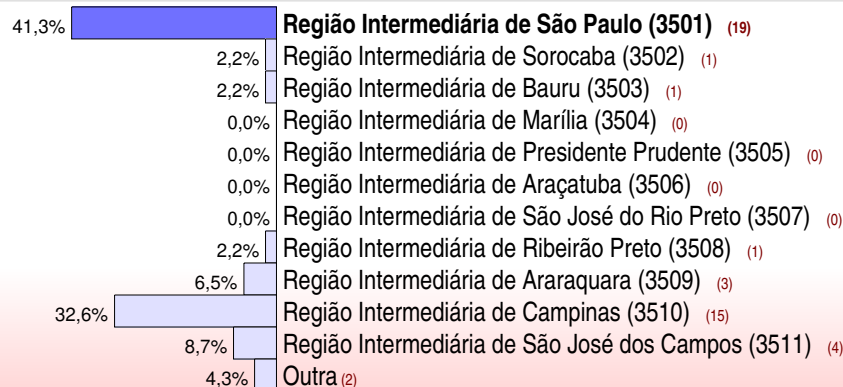 41,3% Região Intermediária de São Paulo (3501) (19)
2,2% Região Intermediária de Sorocaba (3502) (1)
2,2% Região Intermediária de Bauru (3503) (1)
0,0% Região Intermediária de Marília (3504) (0)
0,0% Região Intermediária de Presidente Prudente (3505) (0)
0,0% Região Intermediária de Araçatuba (3506) (0)
0,0% Região Intermediária de São José do Rio Preto (3507) (0)
2,2% Região Intermediária de Ribeirão Preto (3508) (1)
6,5% Região Intermediária de Araraquara (3509) (3)
32,6% Região Intermediária de Campinas (3510) (15)
8,7% Região Intermediária de São José dos Campos (3511) (4)
4,3% Outra (2)